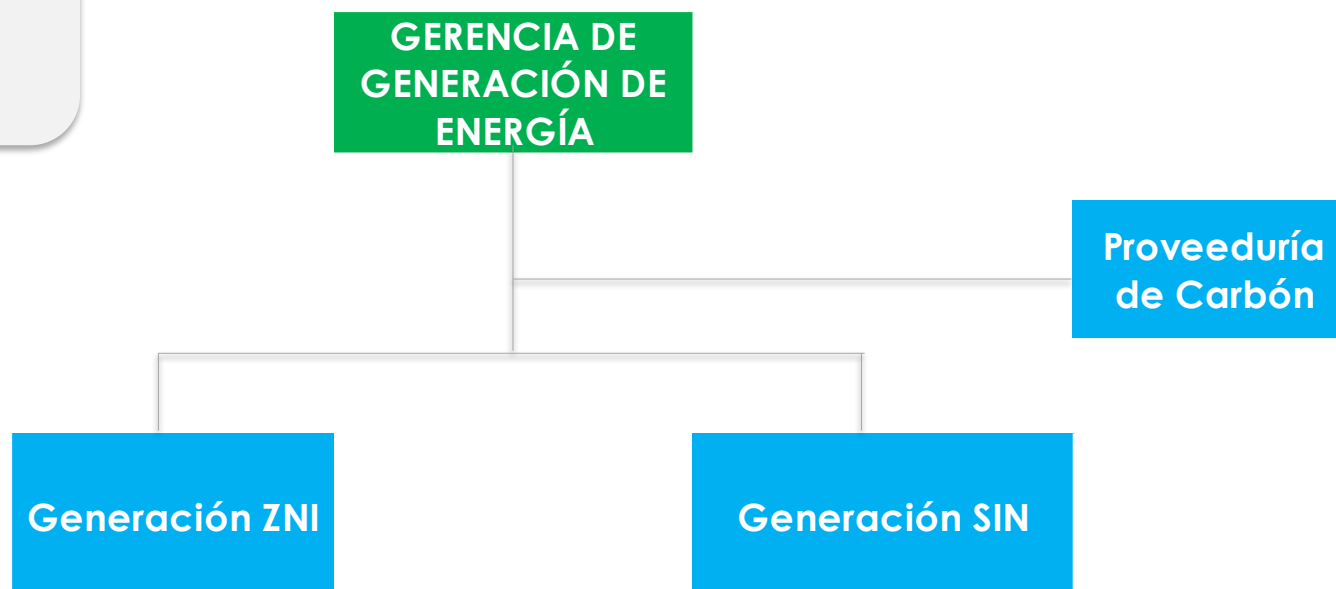 GERENCIA DE
GENERACIÓN DE
ENERGÍA
Proveeduría
de Carbón
Generación ZNI
Generación SIN